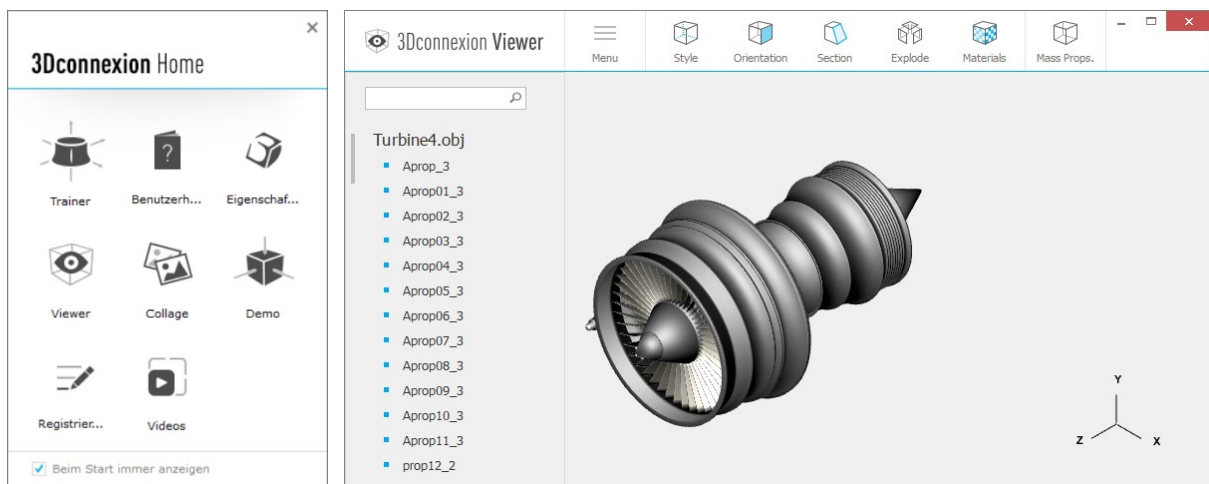 3Dconnexion Home
Trainer
Benutzerh...
Eigenschaf...
Viewer
Collage
Demo
Registrier...
Videos
Beim Start immer anzeigen
3Dconnexion Viewer
Menu
Style
Orientation
Section
Explode
Materials
Mass Props.
Turbine4.obj
Aprop_3
Aprop01_3
Aprop02_3
Aprop03_3
Aprop04_3
Aprop05_3
Aprop06_3
Aprop07_3
Aprop08_3
Aprop09_3
Aprop10_3
Aprop11_3
prop12_2
Y
Z
X